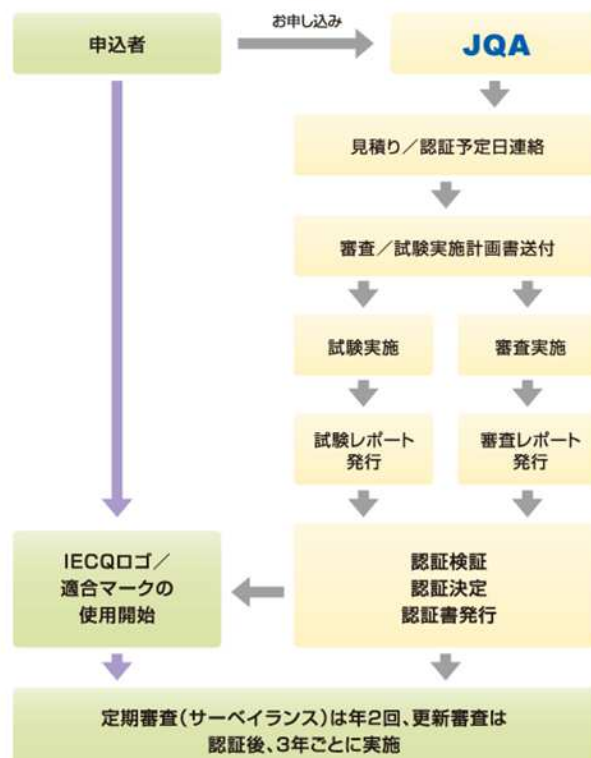 お申し込み
申込者
JQA
見積り／認証予定日連絡
審査／試験実施計画書送付
試験実施
審査実施
試験レポート
発行
審査レポート
発行
IECQロゴ／
適合マークの
使用開始
認証検証
認証決定
認証書発行
定期審査（サーベイランス）は年2回、更新審査は
認証後、3年ごとに実施